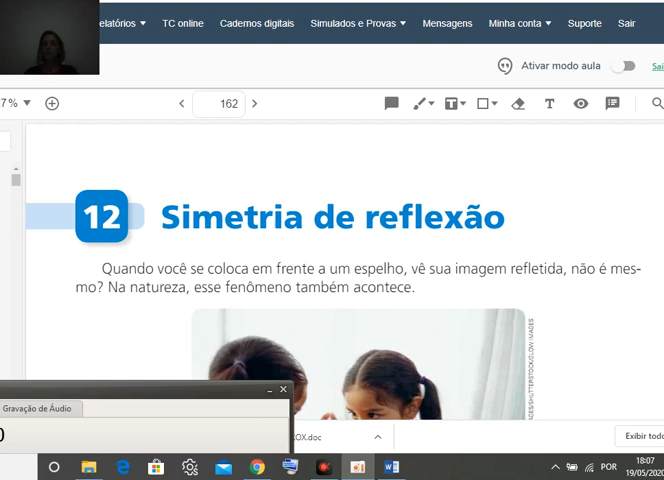 elatórios TC online Cadernos digitais Simulados e Provas Mensagens Minha conta Suporte Sair
Ativar modo aula Sai
7% 162
12 Simetria de reflexão
Quando você se coloca em frente a um espelho, vê sua imagem refletida, não é mes-
mo? Na natureza, esse fenômeno também acontece.
Gravação de Áudio
OX.doc
Exibir todo
POR
18:07
19/05/202